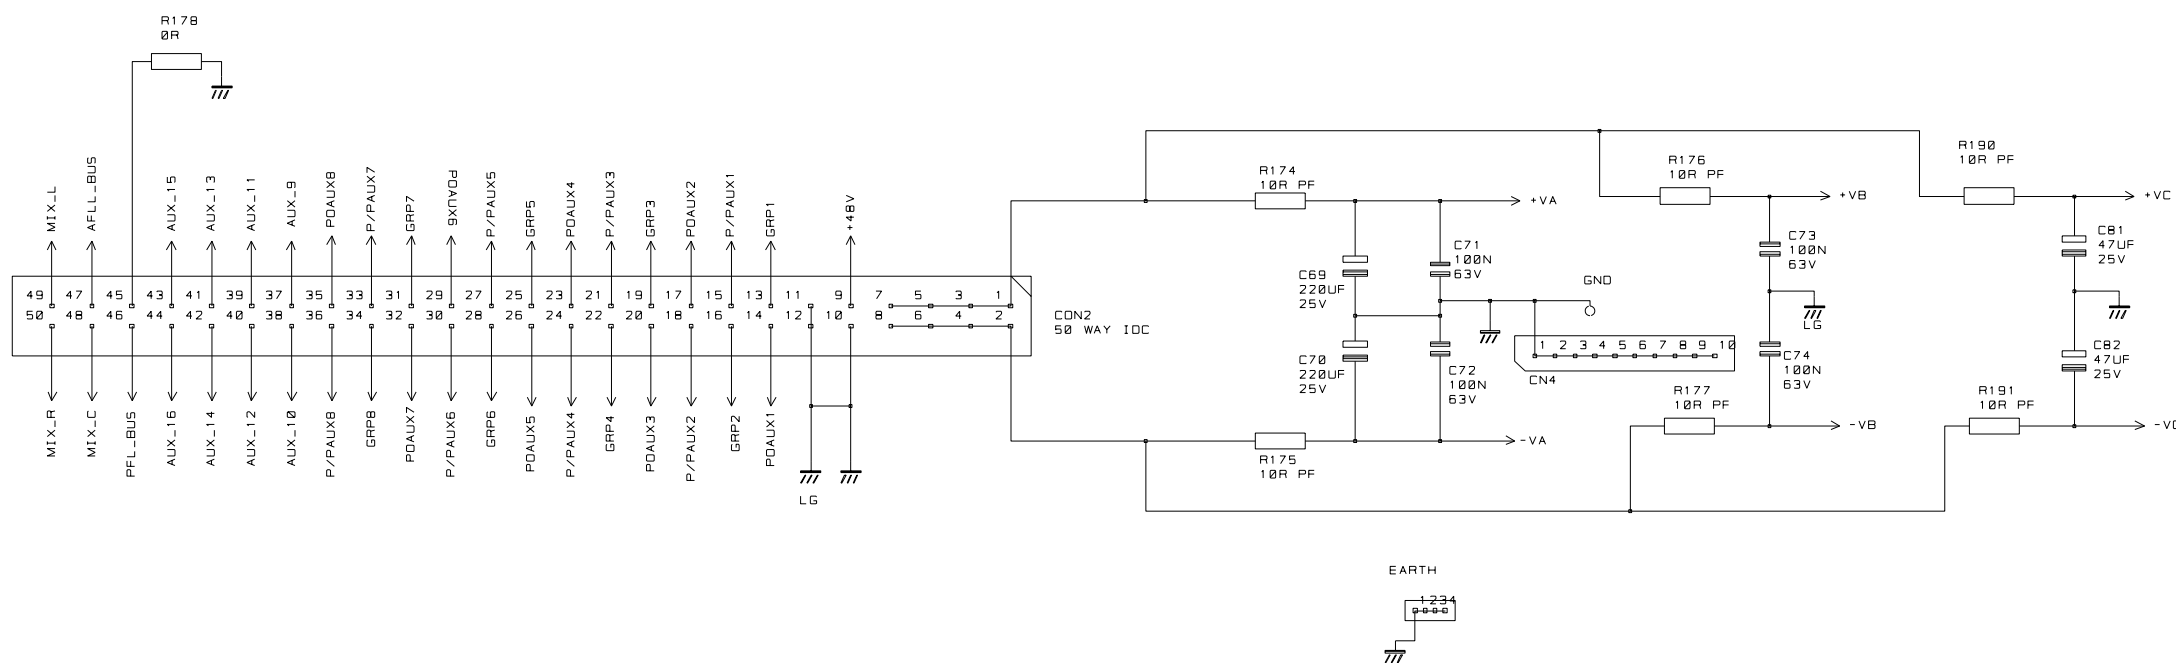 R178
0R
MIX_L
AFLL_BUS
AUX_15
AUX_13
AUX_11
AUX_9
POAUX8
P/PAUX7
GRP7
POAUX6
P/PAUX5
GRP5
POAUX4
P/PAUX3
GRP3
POAUX2
P/PAUX1
GRP1
+48V
49 47 45 43 41 39 37 35 33 31 29 27 25 23 21 19 17 15 13 11 9 7 5 3 1
50 48 46 44 42 40 38 36 34 32 30 28 26 24 22 20 18 16 14 12 10 8 6 4 2
CON2
50 WAY IDC
MIX_R
MIX_C
PFL_BUS
AUX_16
AUX_14
AUX_12
AUX_10
P/PAUX8
GRP8
POAUX7
P/PAUX6
GRP6
POAUX5
P/PAUX4
GRP4
POAUX3
P/PAUX2
GRP2
POAUX1
LG
R174
10R PF
+VA
C69
220UF
25V
C71
100N
63V
C70
220UF
25V
C72
100N
63V
R175
10R PF
-VA
GND
1 2 3 4 5 6 7 8 9 10
CN4
R176
10R PF
+VB
C73
100N
63V
LG
C74
100N
63V
R177
10R PF
-VB
R190
10R PF
+VC
C81
47UF
25V
C82
47UF
25V
R191
10R PF
-VC
EARTH
1234